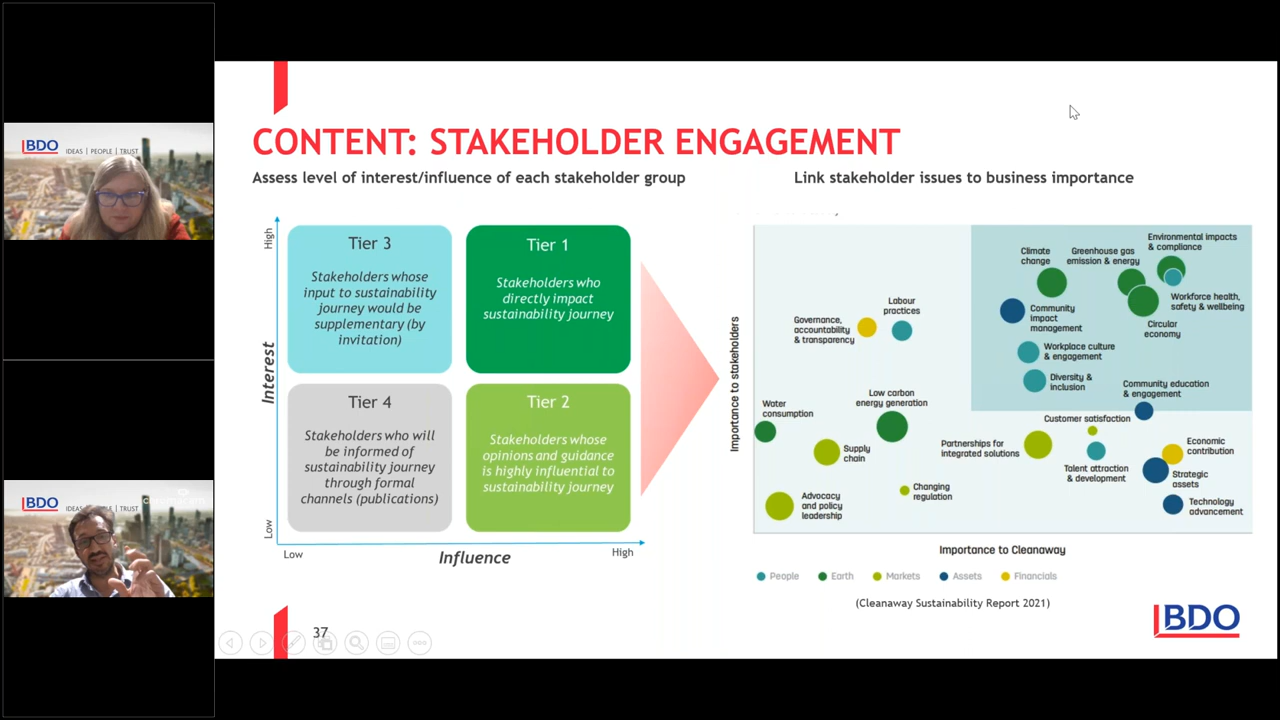 BDO
IDEAS | PEOPLE | TRUST
BDO
CONTENT: STAKEHOLDER ENGAGEMENT
Assess level of interest/influence of each stakeholder group
High
Interest
Low
Tier 3
Stakeholders whose
input to sustainability
journey would be
supplementary (by
invitation)
Tier 1
Stakeholders who
directly impact
sustainability journey
Tier 4
Stakeholders who will
be informed of
sustainability journey
through formal
channels (publications)
Tier 2
Stakeholders whose
opinions and guidance
is highly influential to
sustainability journey
Low
Influence
High
Link stakeholder issues to business importance
Importance to stakeholders
Environmental impacts
& compliance
Climate
change
Greenhouse gas
emission & energy
Workforce health,
safety & wellbeing
Community
impact
management
Circular
economy
Labour
practices
Governance,
accountability
& transparency
Workplace culture
& engagement
Diversity &
inclusion
Community education
& engagement
Low carbon
energy generation
Water
consumption
Customer satisfaction
Partnerships for
integrated solutions
Economic
contribution
Supply
chain
Talent attraction
& development
Strategic
assets
Changing
regulation
Advocacy
and policy
leadership
Technology
advancement
Importance to Cleanaway
People
Earth
Markets
Assets
Financials
(Cleanaway Sustainability Report 2021)
37
BDO